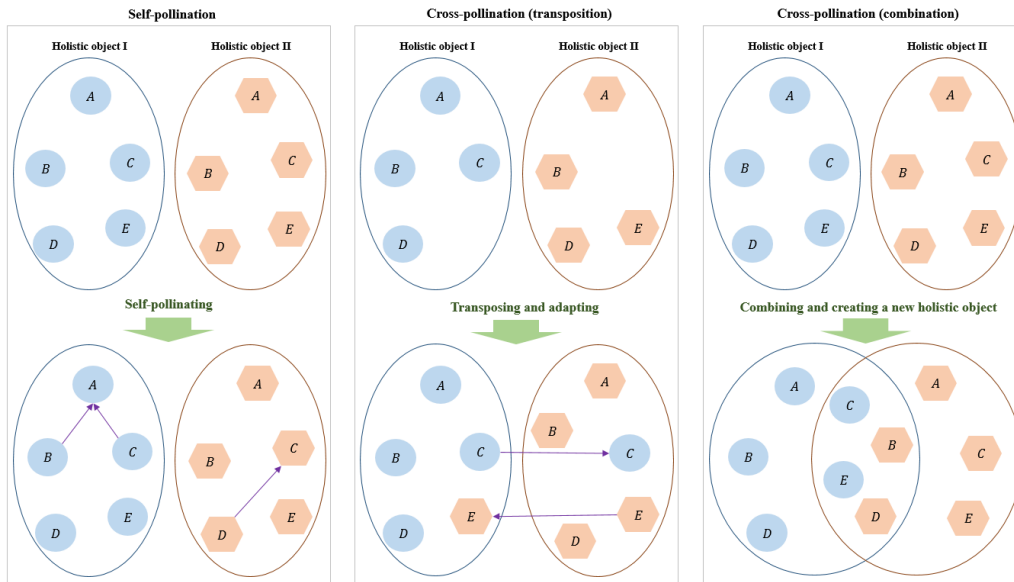 Self-pollination
Holistic object I
Holistic object II
A
A
B
C
B
C
D
E
D
E
Self-pollinating
A
A
B
C
B
C
D
E
D
E
Cross-pollination (transposition)
Holistic object I
Holistic object II
A
A
B
C
B
D
D
E
Transposing and adapting
A
A
B
C
B
C
D
E
D
E
Cross-pollination (combination)
Holistic object I
Holistic object II
A
A
B
C
B
C
D
E
D
E
Combining and creating a new holistic object
A
C
A
B
B
C
E
D
D
E